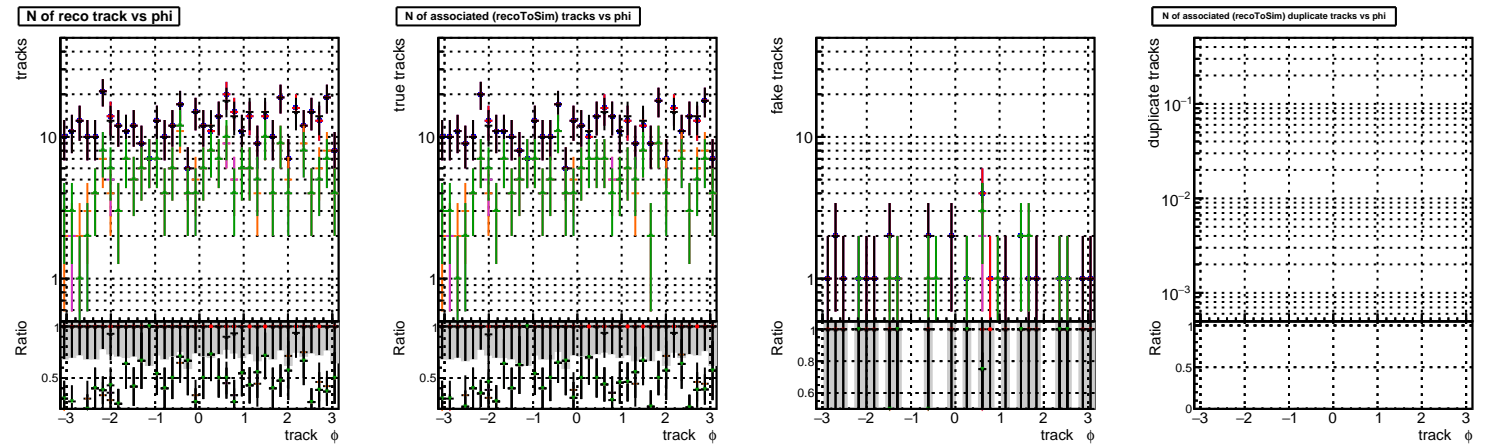 N of reco track vs phi
tracks
10
1
Ratio
1
0.5
−3 −2 −1 0 1 2 3
track ϕ
N of associated (recoToSim) tracks vs phi
true tracks
10
1
Ratio
1
0.5
−3 −2 −1 0 1 2 3
track ϕ
fake tracks
10
1
Ratio
1
0.8
0.6
−3 −2 −1 0 1 2 3
track ϕ
N of associated (recoToSim) duplicate tracks vs phi
duplicate tracks
10⁻¹
10⁻²
10⁻³
Ratio
1
0.5
0
−3 −2 −1 0 1 2 3
track ϕ